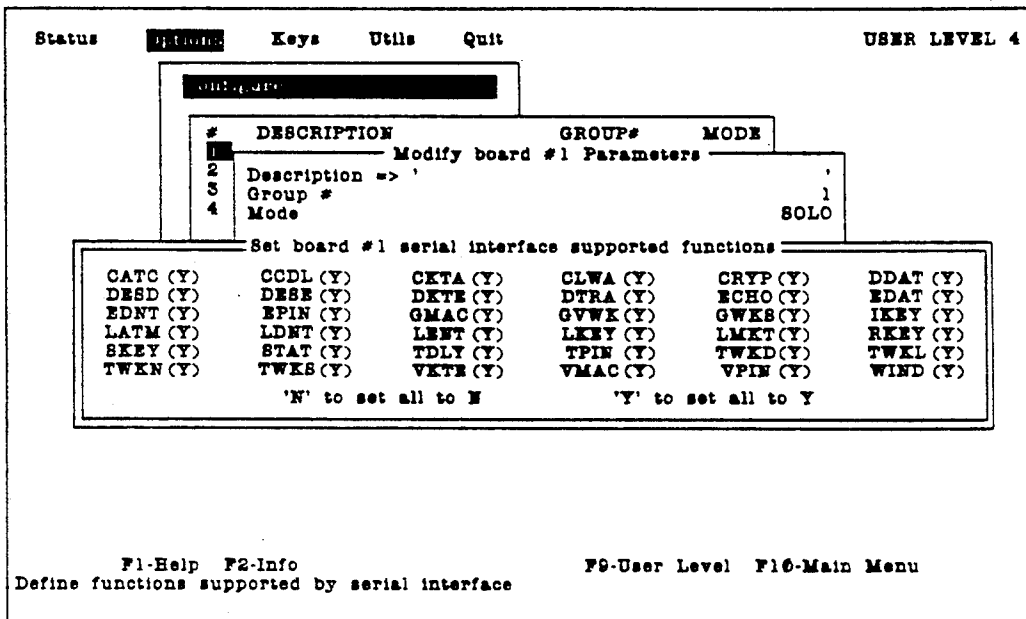 Status Options Keys Utils Quit USER LEVEL 4
Configure
# DESCRIPTION GROUP# MODE
1 Modify board #1 Parameters
2 Description => ' '
3 Group # 1
4 Mode SOLO
Set board #1 serial interface supported functions
CATC (Y) CCDL (Y) CKTA (Y) CLWA (Y) CRYP (Y) DDAT (Y)
DESD (Y) DESE (Y) DKTE (Y) DTRA (Y) ECHO (Y) EDAT (Y)
EDNT (Y) EPIN (Y) GMAC (Y) GVWK (Y) GWKS (Y) IKEY (Y)
LATM (Y) LDNT (Y) LENT (Y) LKEY (Y) LMKT (Y) RKEY (Y)
SKEY (Y) STAT (Y) TDLY (Y) TPIN (Y) TWKD (Y) TWKL (Y)
TWKN (Y) TWKS (Y) VKTE (Y) VMAC (Y) VPIN (Y) WIND (Y)
'N' to set all to N 'Y' to set all to Y
F1-Help F2-Info F9-User Level F10-Main Menu
Define functions supported by serial interface